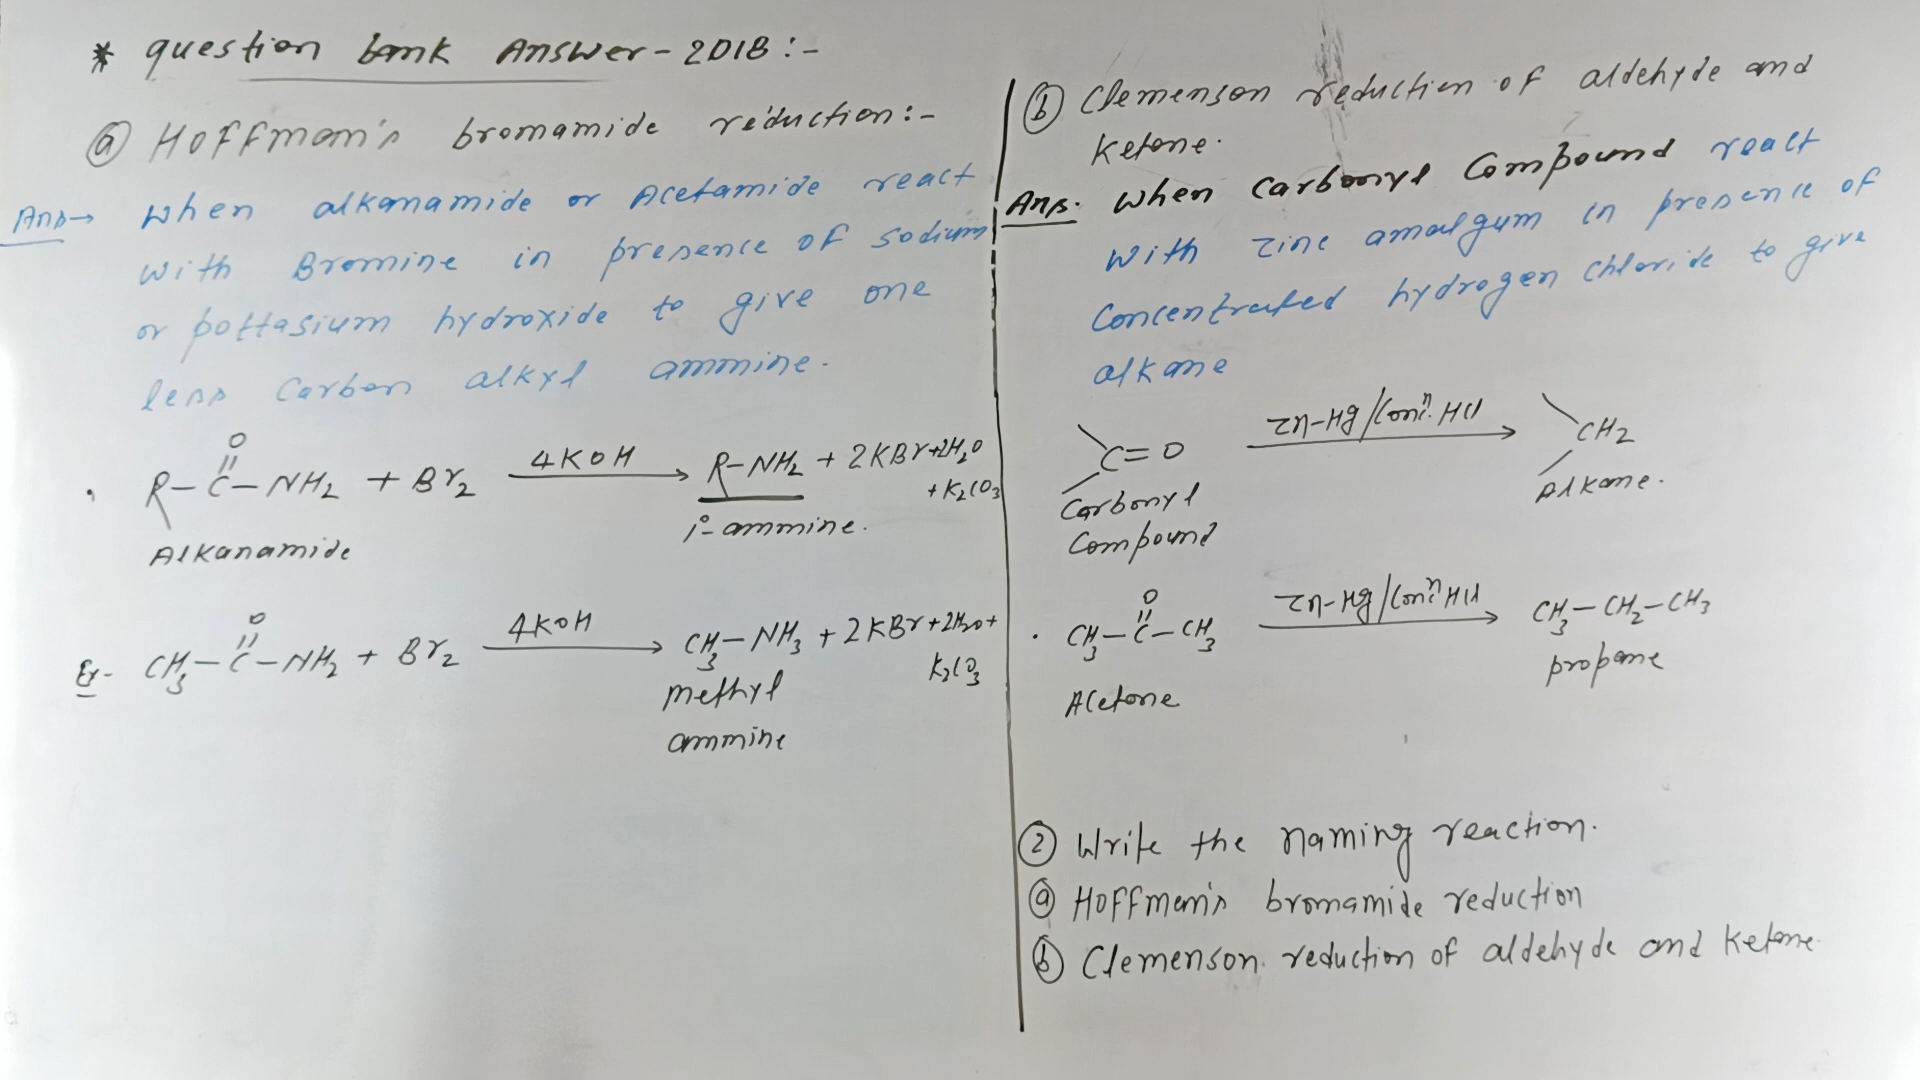 * question bank Answer - 2018 :-
ⓐ Hoffman's bromamide reduction :-
Ans→ When alkanamide or Acetamide react
with Bromine in presence of sodium
or pottasium hydroxide to give one
less Carbon alkyl ammine.
O
R-C-NH2 + Br2 4KOH R-NH2 + 2KBr+2H2O
+ K2CO3
Alkanamide 1°-ammine.
O
Ex- CH3-C-NH2 + Br2 4KOH CH3-NH3 + 2KBr+2H2O+
K2CO3
methyl
ammine
ⓑ Clemenson reduction of aldehyde and
Ketone.
Ans. When Carbonyl Compound react
with zinc amalgum in presence of
Concentrated hydrogen chloride to give
alkane
C=O Zn-Hg/Concn. HCl CH2
Carbonyl Alkane.
Compound
O
CH3-C-CH3 Zn-Hg/Concn HCl CH3-CH2-CH3
Acetone propane
② Write the naming reaction.
ⓐ Hoffman's bromamide reduction
ⓑ Clemenson. reduction of aldehyde and Ketone.